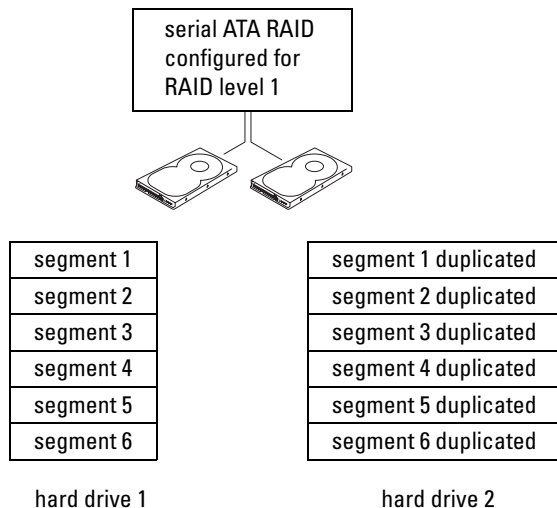 serial ATA RAID
configured for
RAID level 1
segment 1
segment 2
segment 3
segment 4
segment 5
segment 6
hard drive 1
segment 1 duplicated
segment 2 duplicated
segment 3 duplicated
segment 4 duplicated
segment 5 duplicated
segment 6 duplicated
hard drive 2